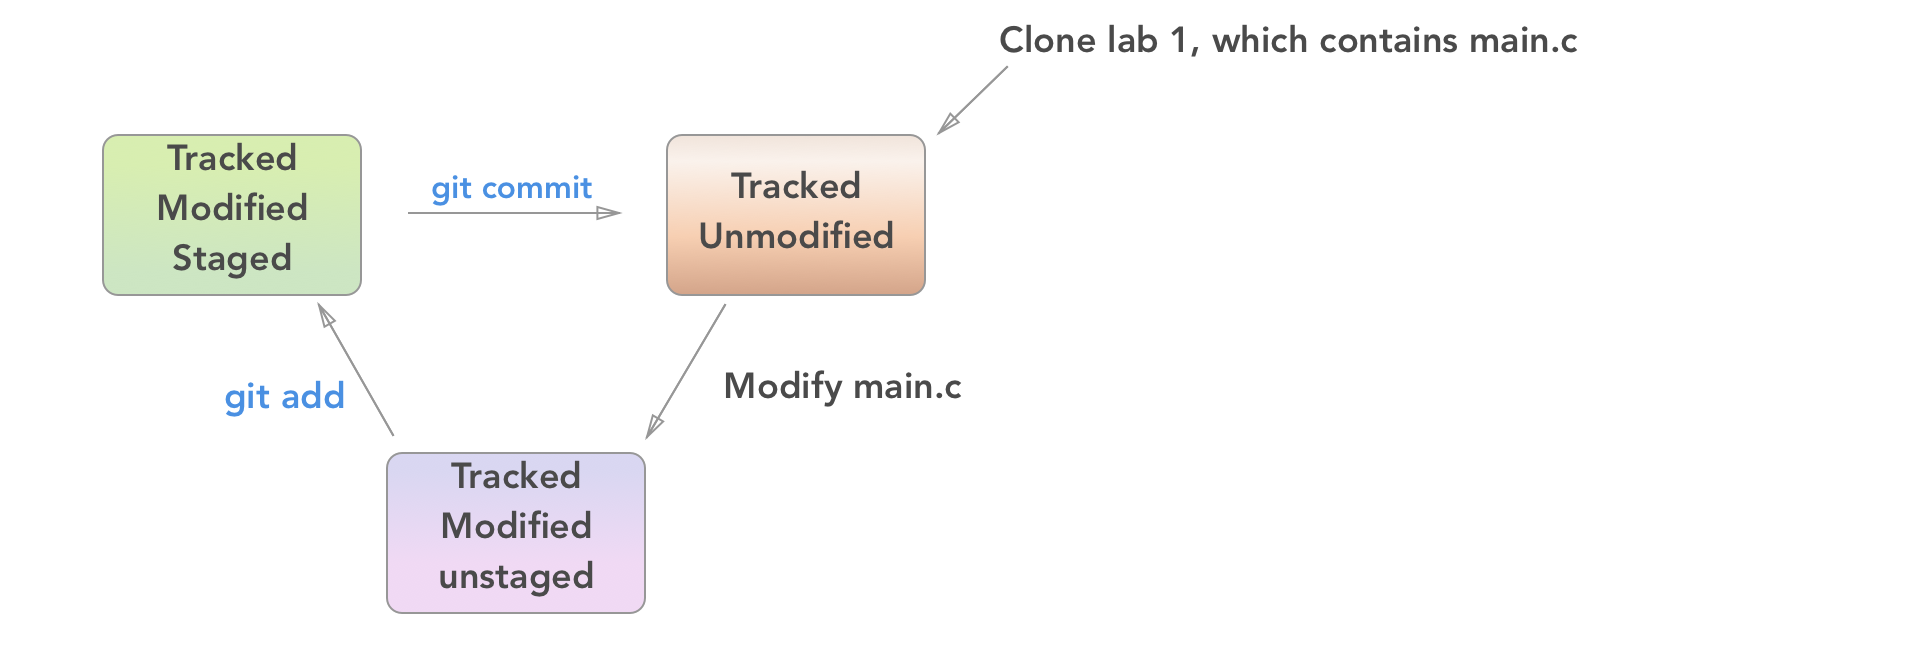 Clone lab 1, which contains main.c
Tracked
Modified
Staged
git commit
Tracked
Unmodified
git add
Modify main.c
Tracked
Modified
unstaged